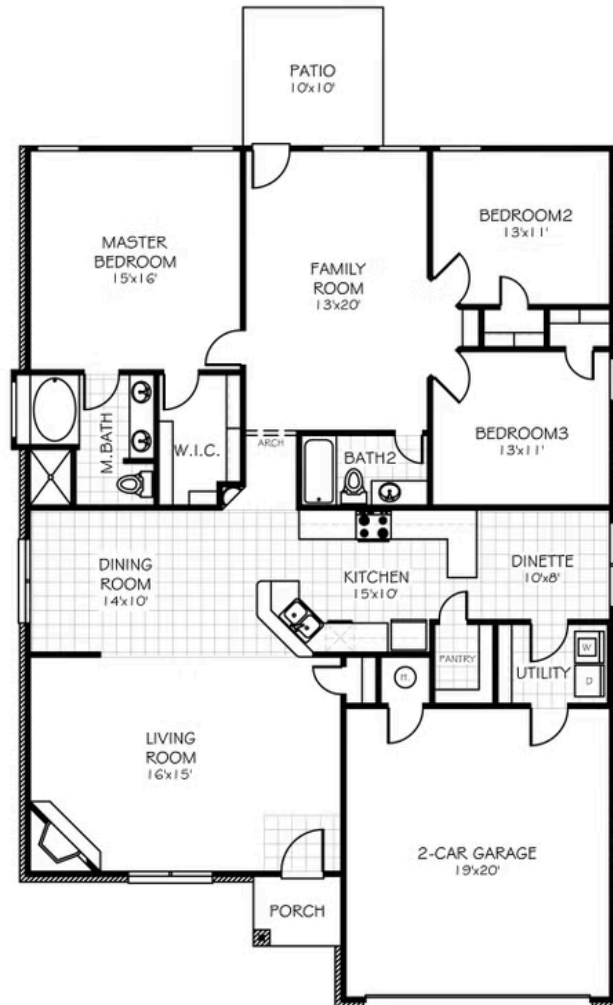 PATIO
10'x10'
MASTER
BEDROOM
15'x16'
FAMILY
ROOM
13'x20'
BEDROOM2
13'x11'
M.BATH
W.I.C.
ARCH
BATH2
BEDROOM3
13'x11'
DINING
ROOM
14'x10'
KITCHEN
15'x10'
DINETTE
10'x8'
PANTRY
UTILITY
W
D
H.
LIVING
ROOM
16'x15'
2-CAR GARAGE
19'x20'
PORCH